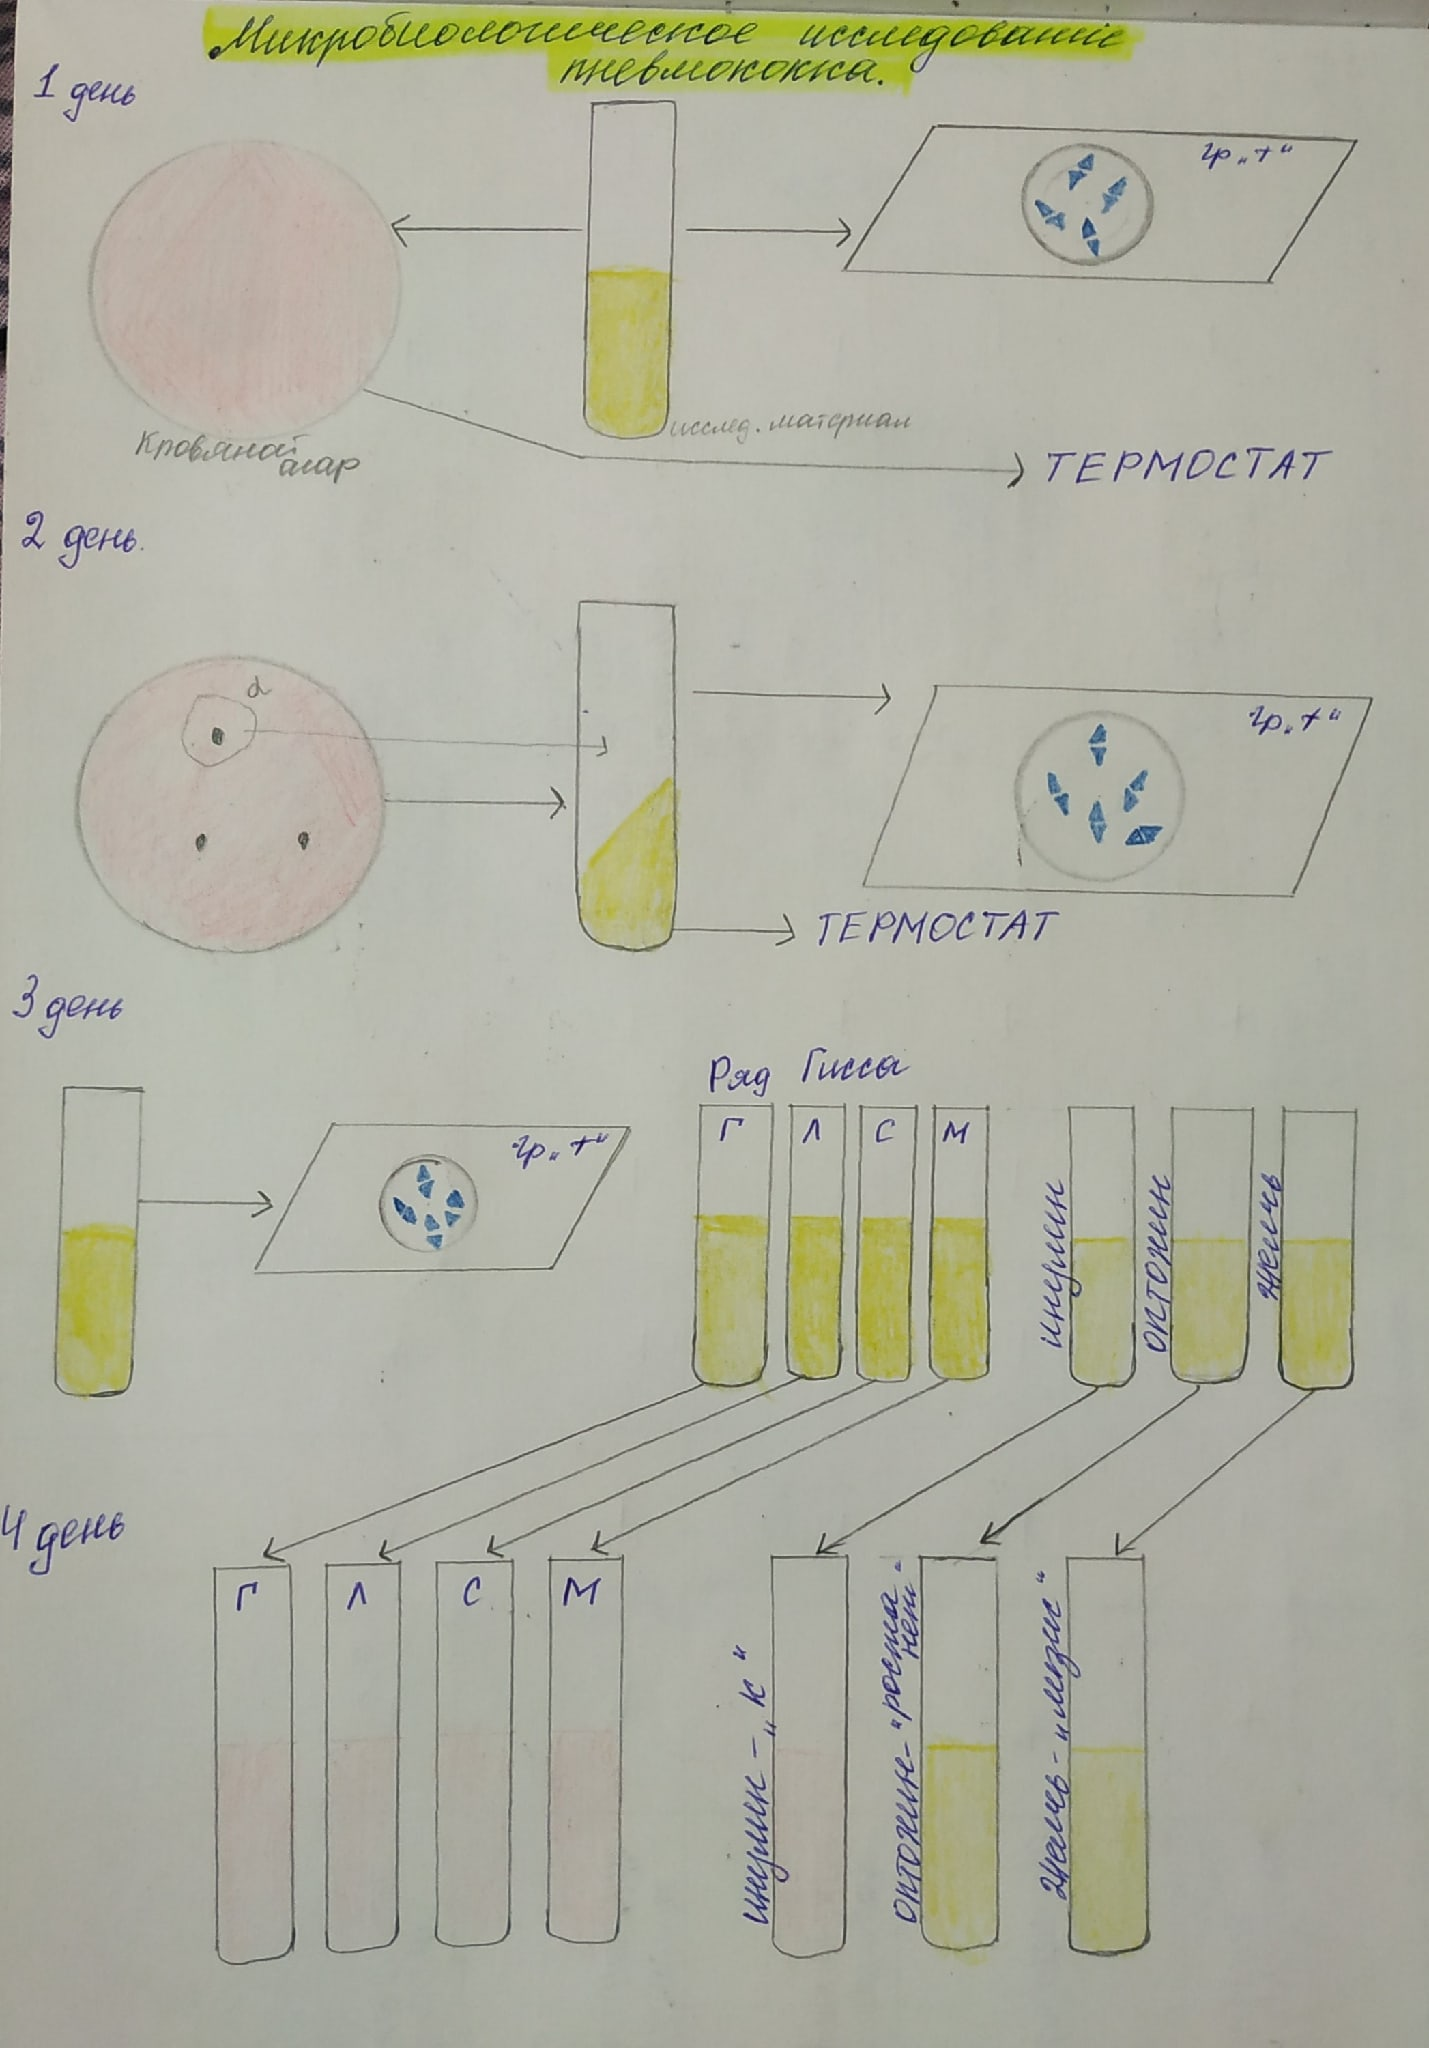 Микробиологическое исследование
пневмококка.
1 день
гр „+“
Кровяной
агар
исслед. материал
ТЕРМОСТАТ
2 день.
α
гр „+“
ТЕРМОСТАТ
3 день
Ряд Гисса
гр „+“
Г Л С М
инулин
оптохин
желчь
4 день
Г Л С М
инулин - „К“
оптохин - "роста
нет"
желчь - „лизис“